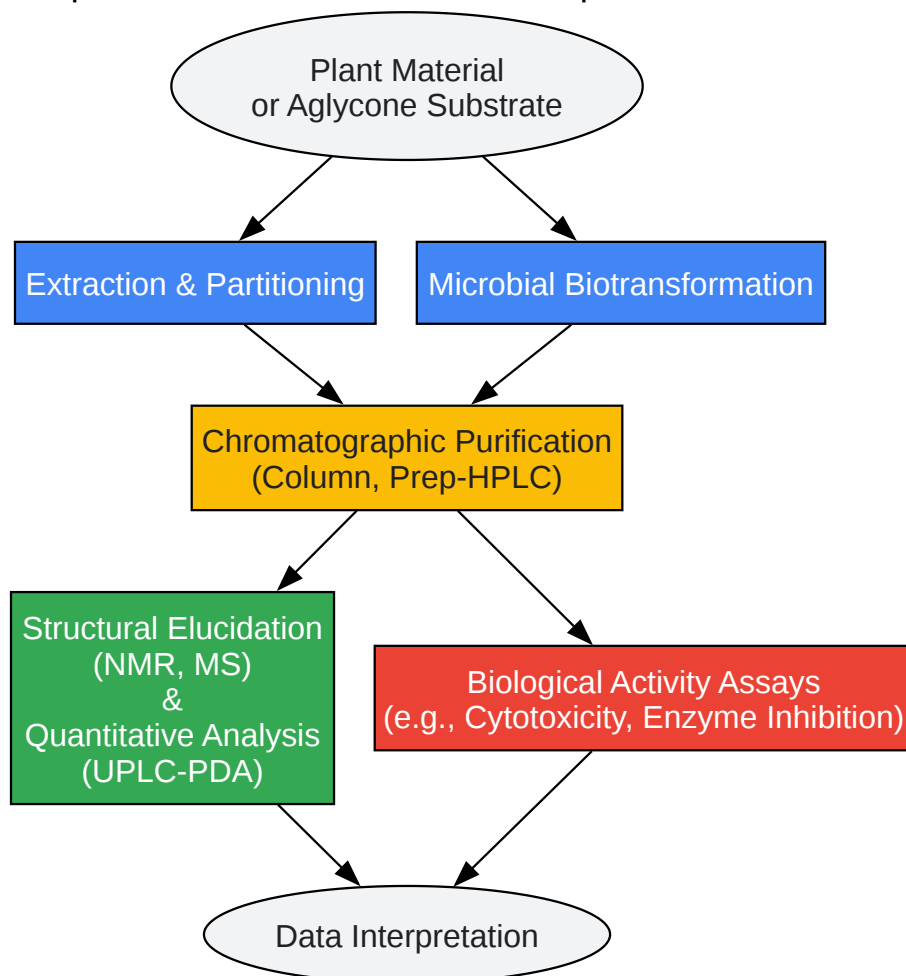 Plant Material
or Aglycone Substrate
Extraction & Partitioning
Microbial Biotransformation
Chromatographic Purification
(Column, Prep-HPLC)
Structural Elucidation
(NMR, MS)
&
Quantitative Analysis
(UPLC-PDA)
Biological Activity Assays
(e.g., Cytotoxicity, Enzyme Inhibition)
Data Interpretation